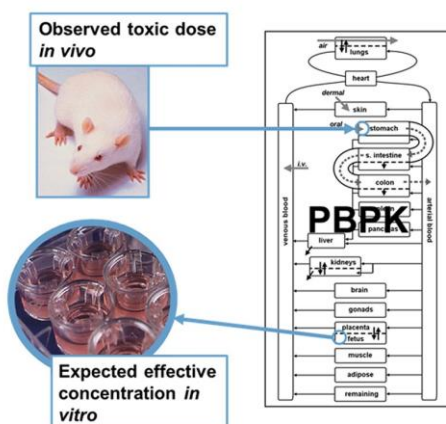 Observed toxic dose
in vivo
Expected effective
concentration in
vitro
air
lungs
heart
dermal
skin
oral
stomach
s. intestine
i.v.
colon
PBPK
pancreas
liver
kidneys
brain
gonads
placenta
fetus
muscle
adipose
remaining
venous blood
arterial blood